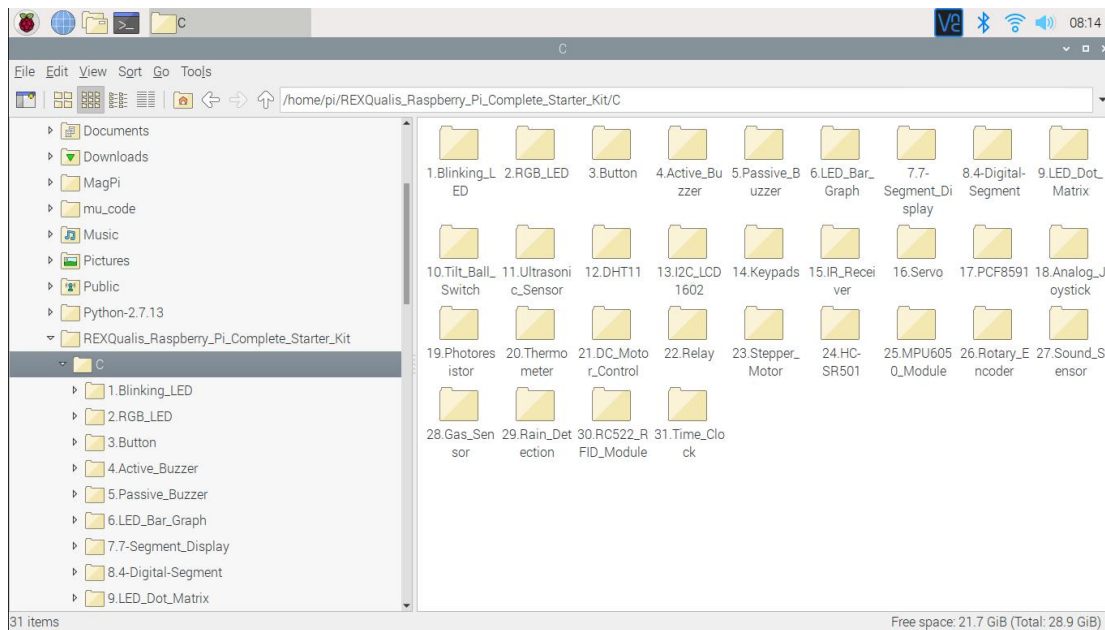 C
08:14
C
File Edit View Sort Go Tools
/home/pi/REXQualis_Raspberry_Pi_Complete_Starter_Kit/C
Documents
Downloads
MagPi
mu_code
Music
Pictures
Public
Python-2.7.13
REXQualis_Raspberry_Pi_Complete_Starter_Kit
C
1.Blinking_LED
2.RGB_LED
3.Button
4.Active_Buzzer
5.Passive_Buzzer
6.LED_Bar_Graph
7.7-Segment_Display
8.4-Digital-Segment
9.LED_Dot_Matrix
1.Blinking_L
ED
2.RGB_LED
3.Button
4.Active_Bu
zzer
5.Passive_B
uzzer
6.LED_Bar_
Graph
7.7-
Segment_Di
splay
8.4-Digital-
Segment
9.LED_Dot_
Matrix
10.Tilt_Ball_
Switch
11.Ultrasoni
c_Sensor
12.DHT11
13.I2C_LCD
1602
14.Keypads
15.IR_Recei
ver
16.Servo
17.PCF8591
18.Analog_J
oystick
19.Photores
istor
20.Thermo
meter
21.DC_Moto
r_Control
22.Relay
23.Stepper_
Motor
24.HC-
SR501
25.MPU605
0_Module
26.Rotary_E
ncoder
27.Sound_S
ensor
28.Gas_Sen
sor
29.Rain_Det
ection
30.RC522_R
FID_Module
31.Time_Clo
ck
31 items
Free space: 21.7 GiB (Total: 28.9 GiB)